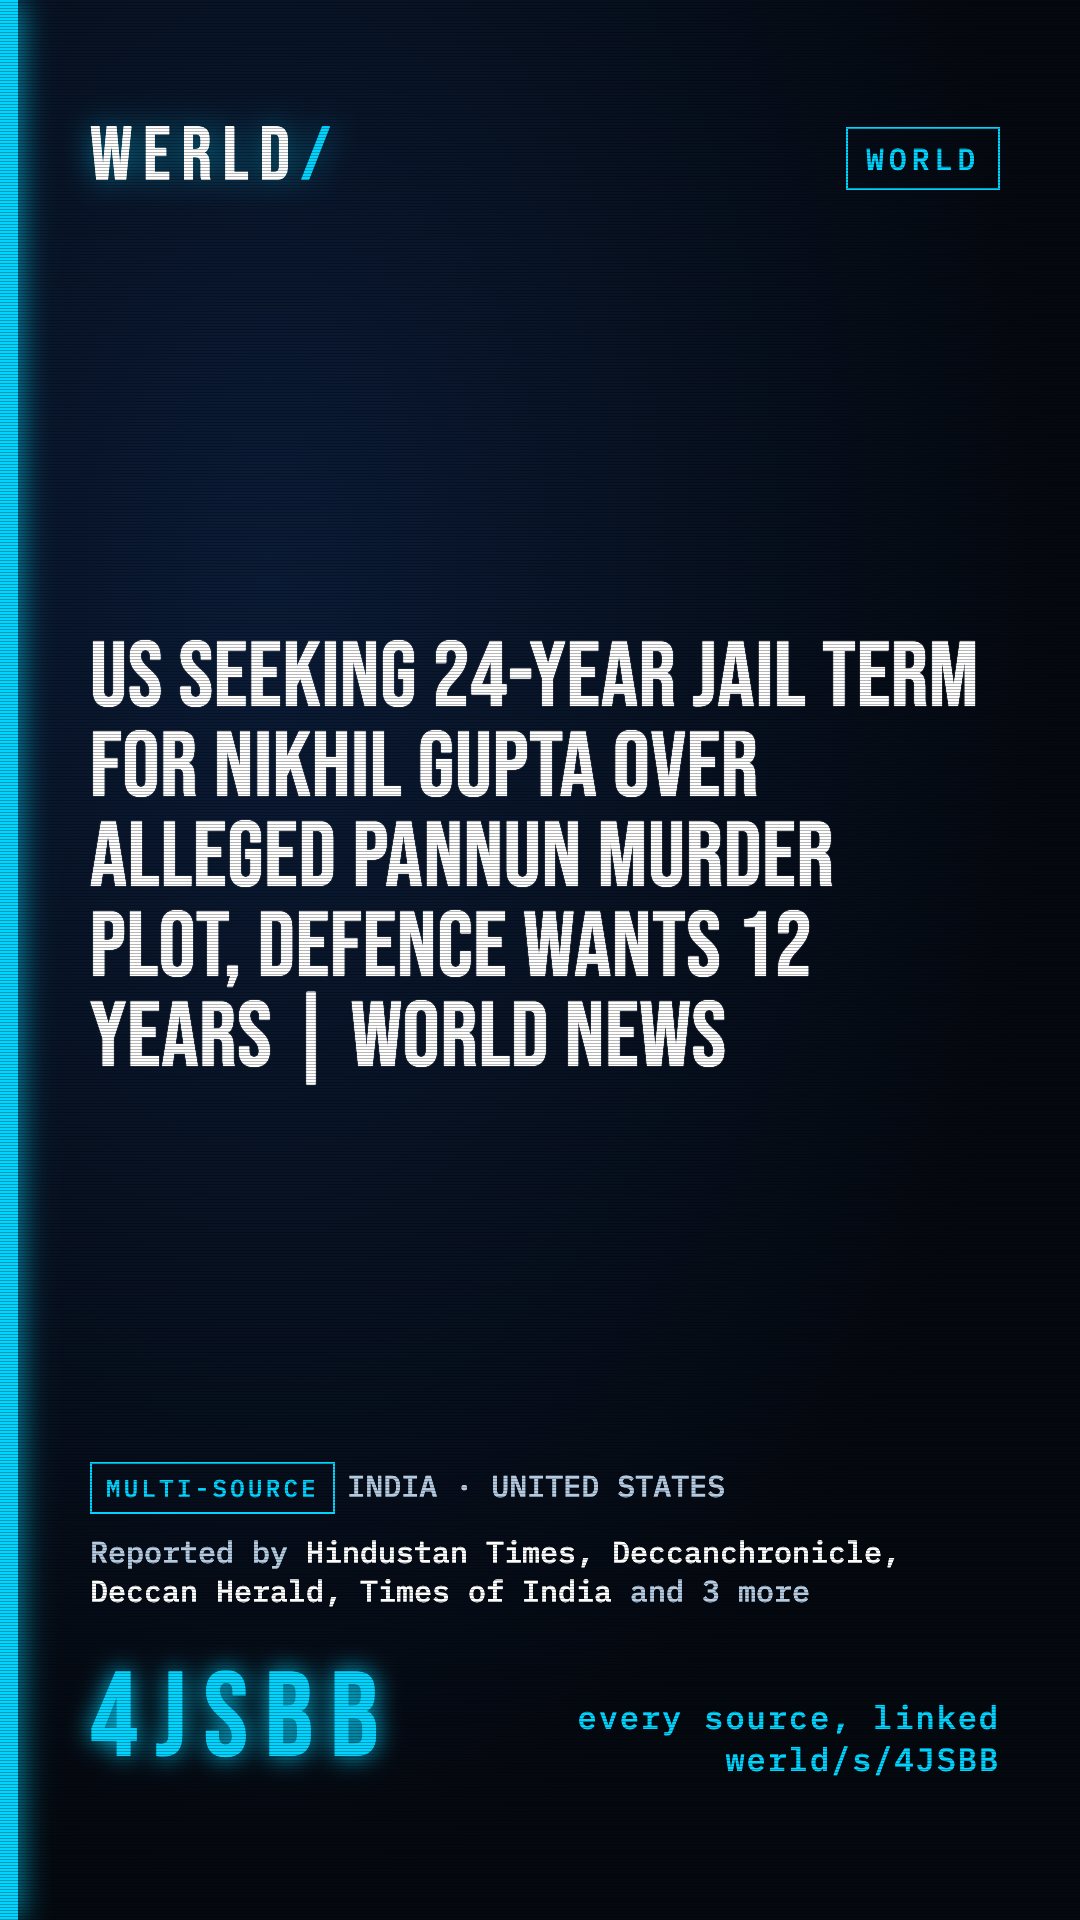 WERLD/
WORLD
US SEEKING 24-YEAR JAIL TERM
FOR NIKHIL GUPTA OVER
ALLEGED PANNUN MURDER
PLOT, DEFENCE WANTS 12
YEARS | WORLD NEWS
MULTI-SOURCE INDIA · UNITED STATES
Reported by Hindustan Times, Deccanchronicle,
Deccan Herald, Times of India and 3 more
4JSBB
every source, linked
werld/s/4JSBB